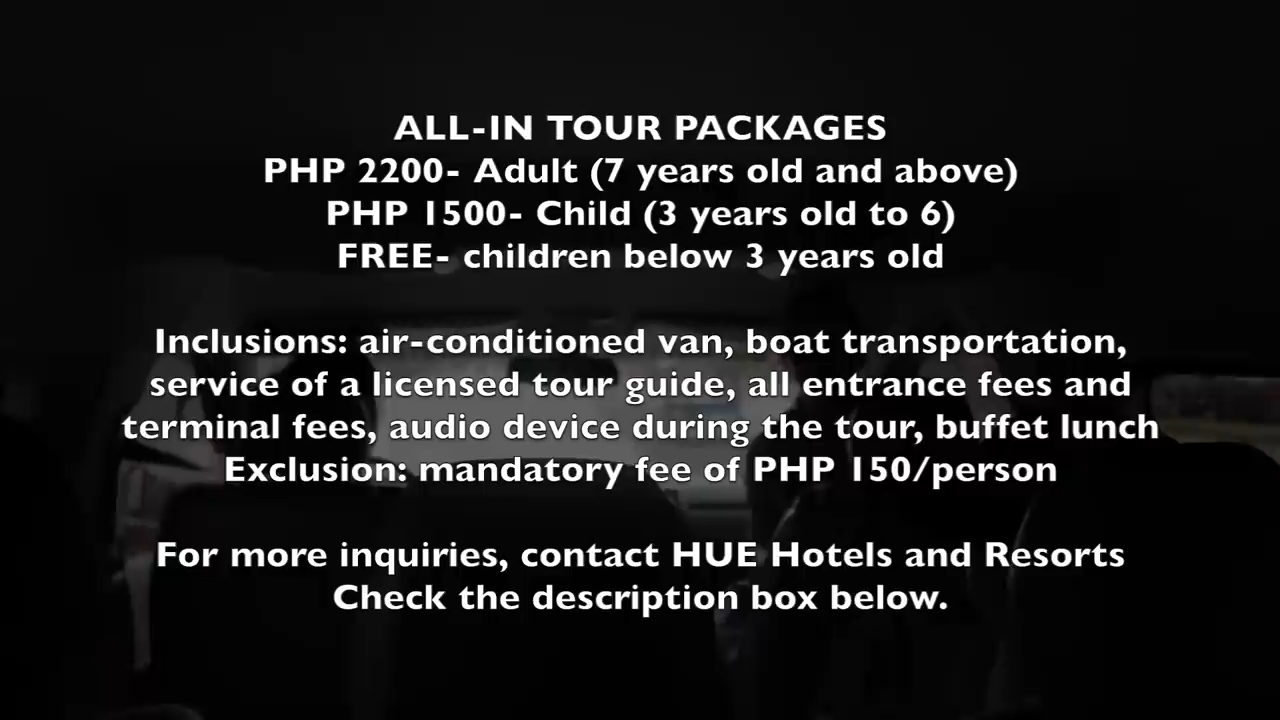 ALL-IN TOUR PACKAGES
PHP 2200- Adult (7 years old and above)
PHP 1500- Child (3 years old to 6)
FREE- children below 3 years old
Inclusions: air-conditioned van, boat transportation,
service of a licensed tour guide, all entrance fees and
terminal fees, audio device during the tour, buffet lunch
Exclusion: mandatory fee of PHP 150/person
For more inquiries, contact HUE Hotels and Resorts
Check the description box below.